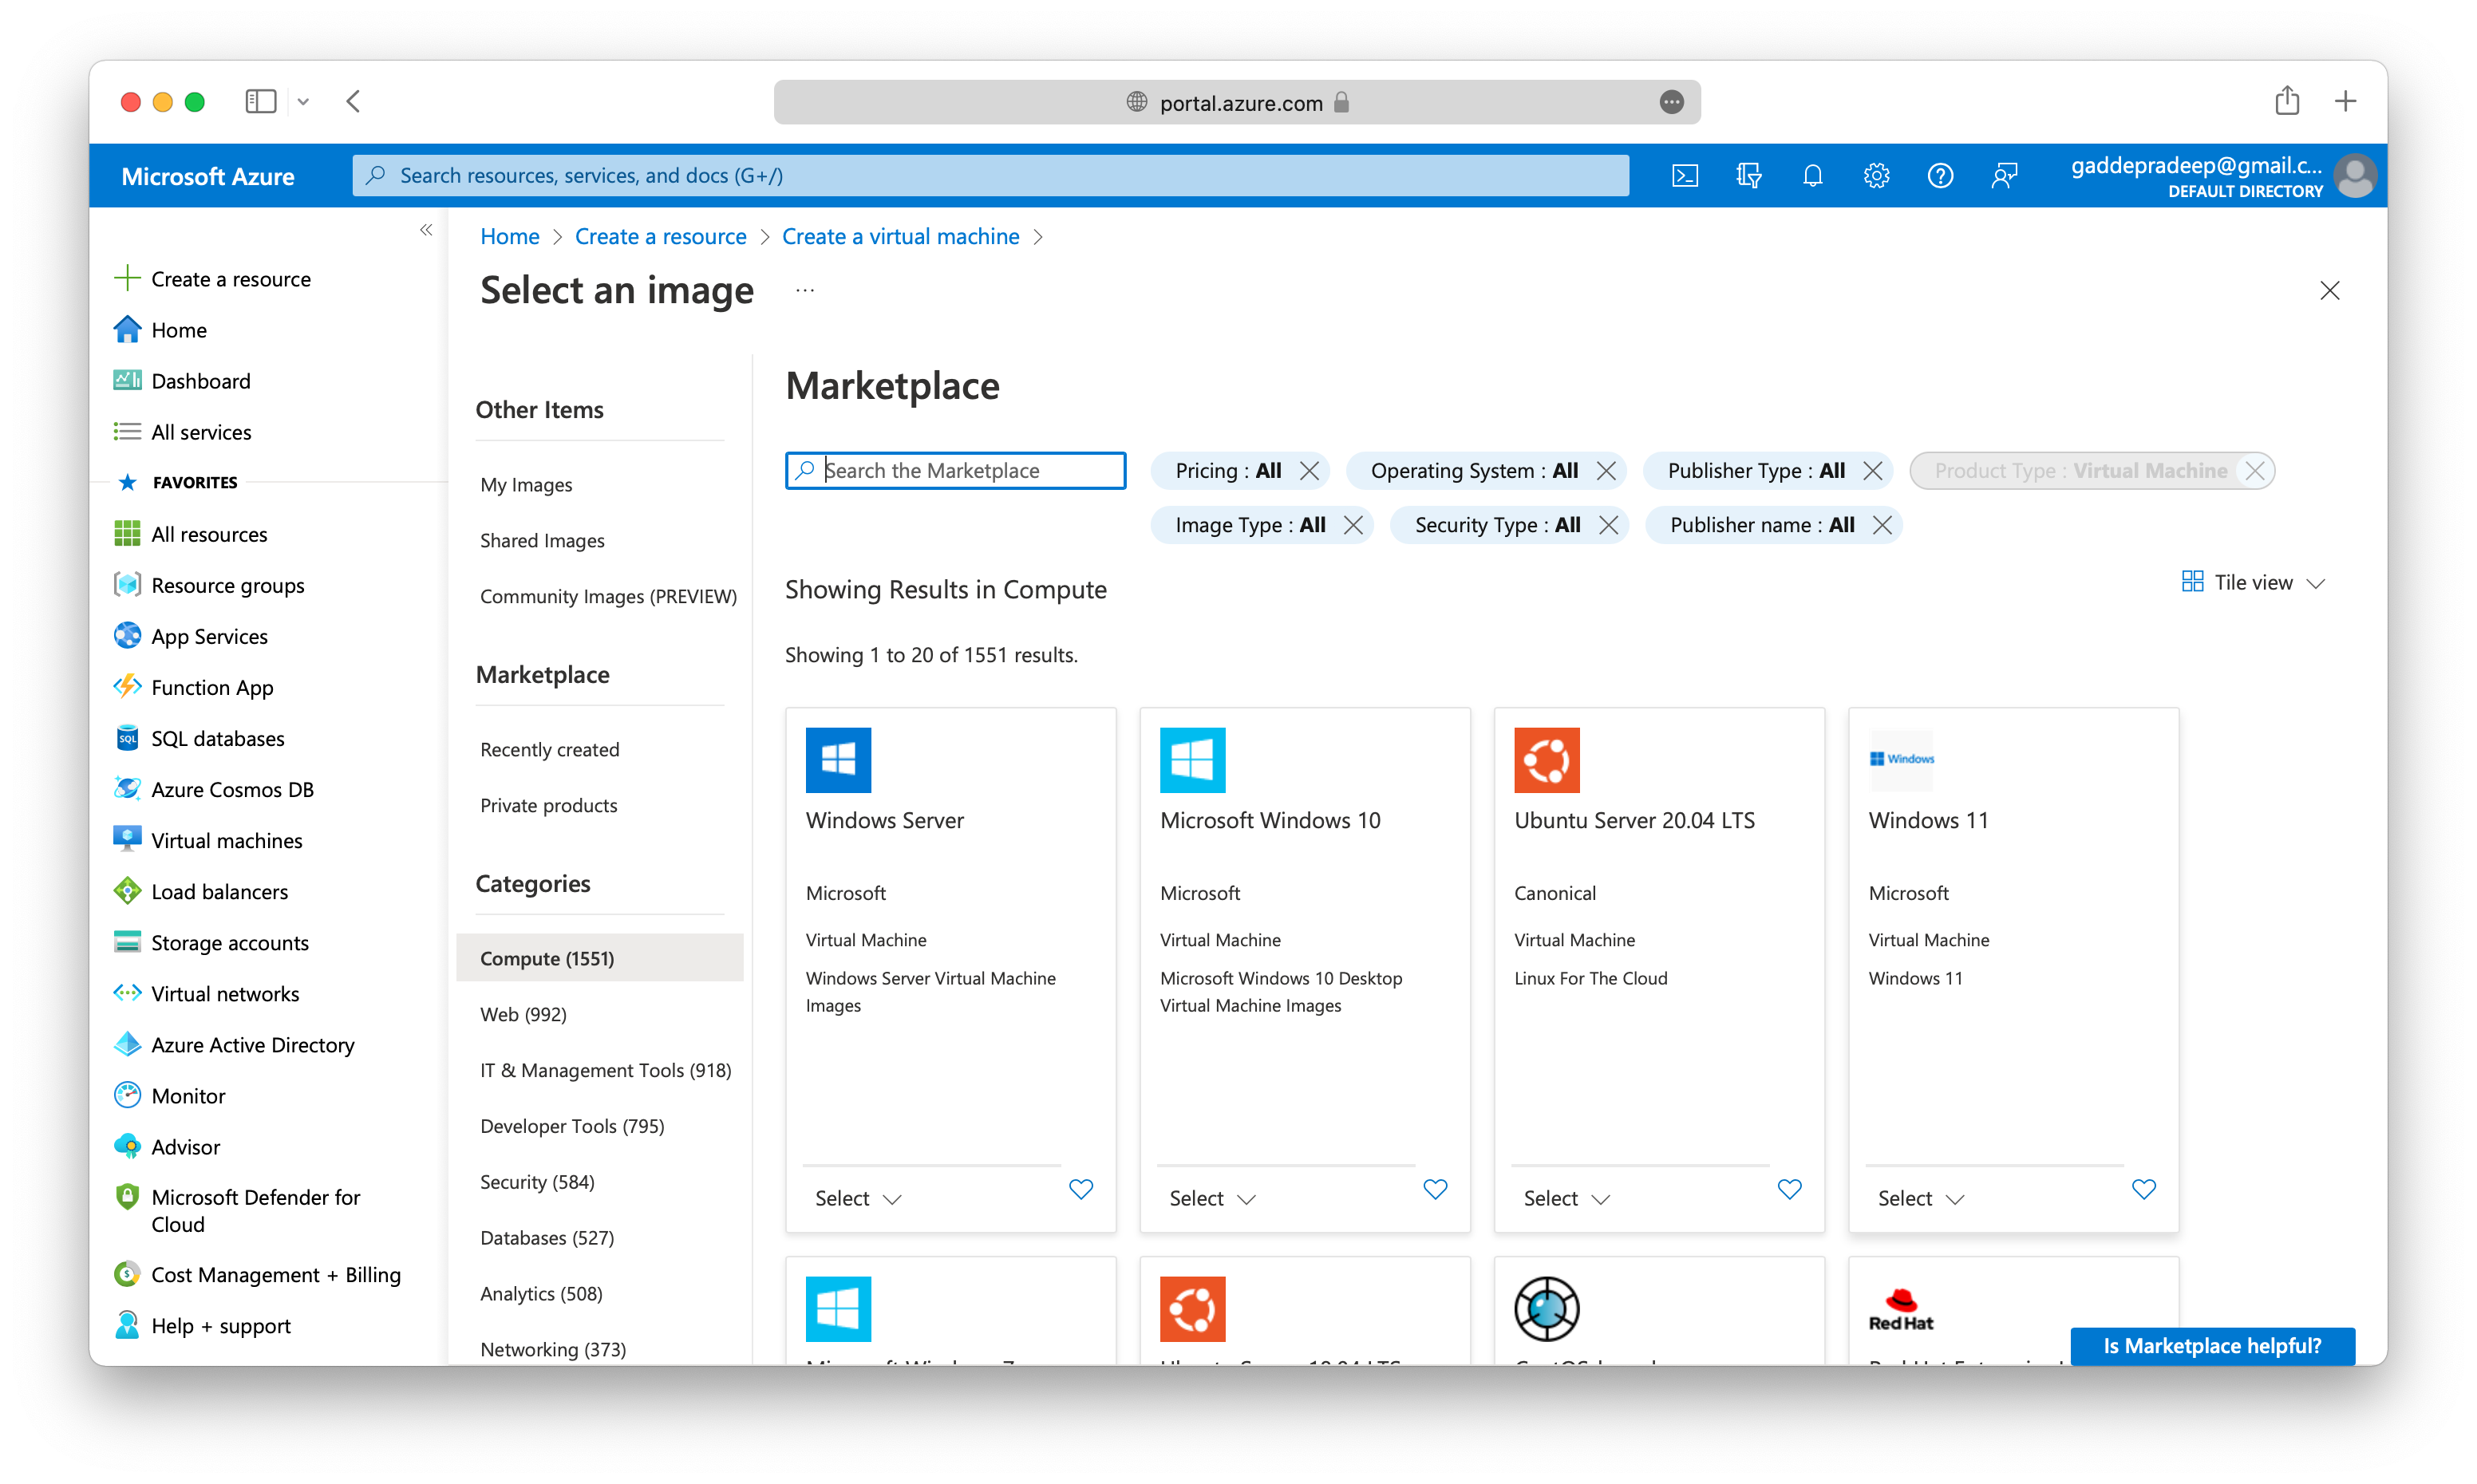 portal.azure.com
Microsoft Azure
Search resources, services, and docs (G+/)
gaddepradeep@gmail.c...
DEFAULT DIRECTORY
Create a resource
Home
Dashboard
All services
FAVORITES
All resources
Resource groups
App Services
Function App
SQL
SQL databases
Azure Cosmos DB
Virtual machines
Load balancers
Storage accounts
Virtual networks
Azure Active Directory
Monitor
Advisor
Microsoft Defender for
Cloud
Cost Management + Billing
Help + support
Home > Create a resource > Create a virtual machine >
Select an image ...
Other Items
My Images
Shared Images
Community Images (PREVIEW)
Marketplace
Recently created
Private products
Categories
Compute (1551)
Web (992)
IT & Management Tools (918)
Developer Tools (795)
Security (584)
Databases (527)
Analytics (508)
Networking (373)
Marketplace
Search the Marketplace
Pricing : All
Operating System : All
Publisher Type : All
Product Type : Virtual Machine
Image Type : All
Security Type : All
Publisher name : All
Showing Results in Compute
Tile view
Showing 1 to 20 of 1551 results.
Windows Server
Microsoft
Virtual Machine
Windows Server Virtual Machine
Images
Select
Microsoft Windows 10
Microsoft
Virtual Machine
Microsoft Windows 10 Desktop
Virtual Machine Images
Select
Ubuntu Server 20.04 LTS
Canonical
Virtual Machine
Linux For The Cloud
Select
Windows
Windows 11
Microsoft
Virtual Machine
Windows 11
Select
Red Hat
Is Marketplace helpful?